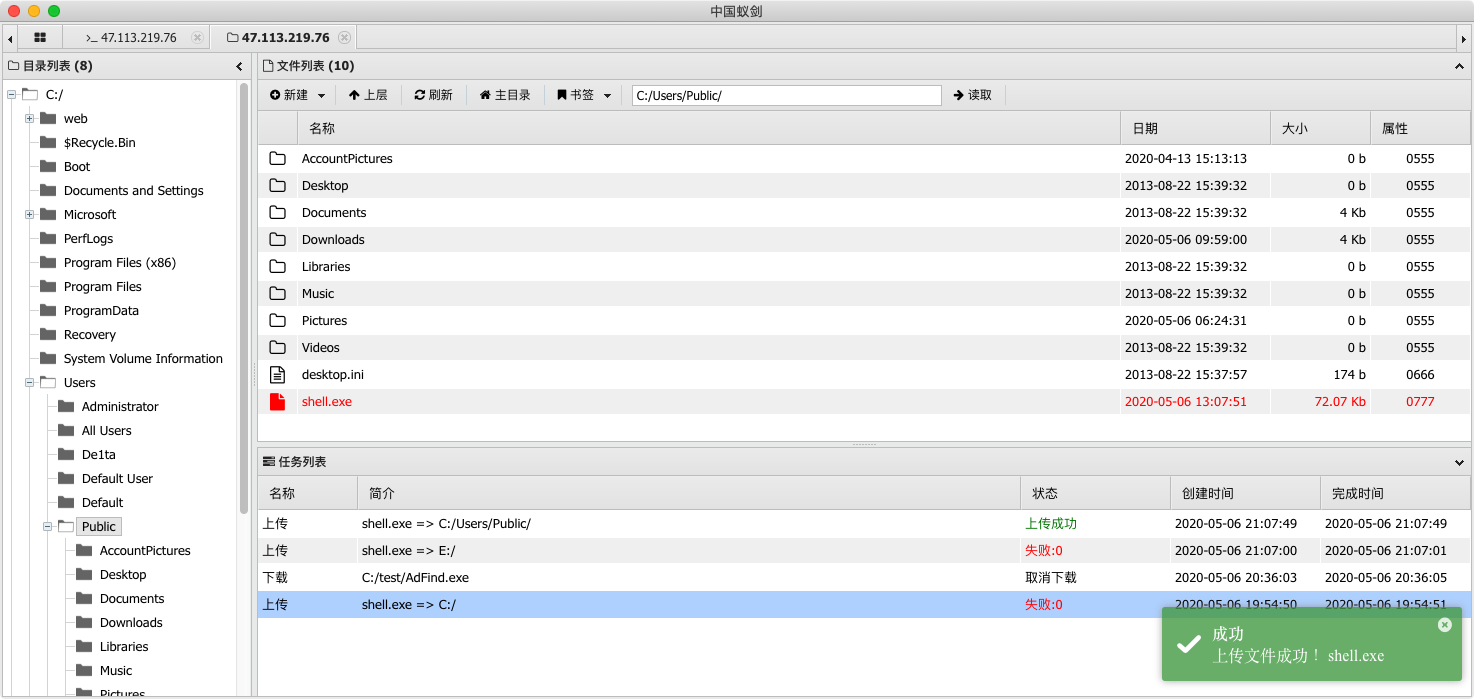 中国蚁剑
>_ 47.113.219.76
47.113.219.76
目录列表 (8)
C:/
web
$Recycle.Bin
Boot
Documents and Settings
Microsoft
PerfLogs
Program Files (x86)
Program Files
ProgramData
Recovery
System Volume Information
Users
Administrator
All Users
De1ta
Default User
Default
Public
AccountPictures
Desktop
Documents
Downloads
Libraries
Music
Pictures
文件列表 (10)
新建 上层 刷新 主目录 书签 C:/Users/Public/ 读取
名称 日期 大小 属性
AccountPictures 2020-04-13 15:13:13 0 b 0555
Desktop 2013-08-22 15:39:32 0 b 0555
Documents 2013-08-22 15:39:32 4 Kb 0555
Downloads 2020-05-06 09:59:00 4 Kb 0555
Libraries 2013-08-22 15:39:32 0 b 0555
Music 2013-08-22 15:39:32 0 b 0555
Pictures 2020-05-06 06:24:31 0 b 0555
Videos 2013-08-22 15:39:32 0 b 0555
desktop.ini 2013-08-22 15:37:57 174 b 0666
shell.exe 2020-05-06 13:07:51 72.07 Kb 0777
任务列表
名称 简介 状态 创建时间 完成时间
上传 shell.exe => C:/Users/Public/ 上传成功 2020-05-06 21:07:49 2020-05-06 21:07:49
上传 shell.exe => E:/ 失败:0 2020-05-06 21:07:00 2020-05-06 21:07:01
下载 C:/test/AdFind.exe 取消下载 2020-05-06 20:36:03 2020-05-06 20:36:05
上传 shell.exe => C:/ 失败:0 2020-05-06 19:54:50 2020-05-06 19:54:51
成功
上传文件成功！ shell.exe